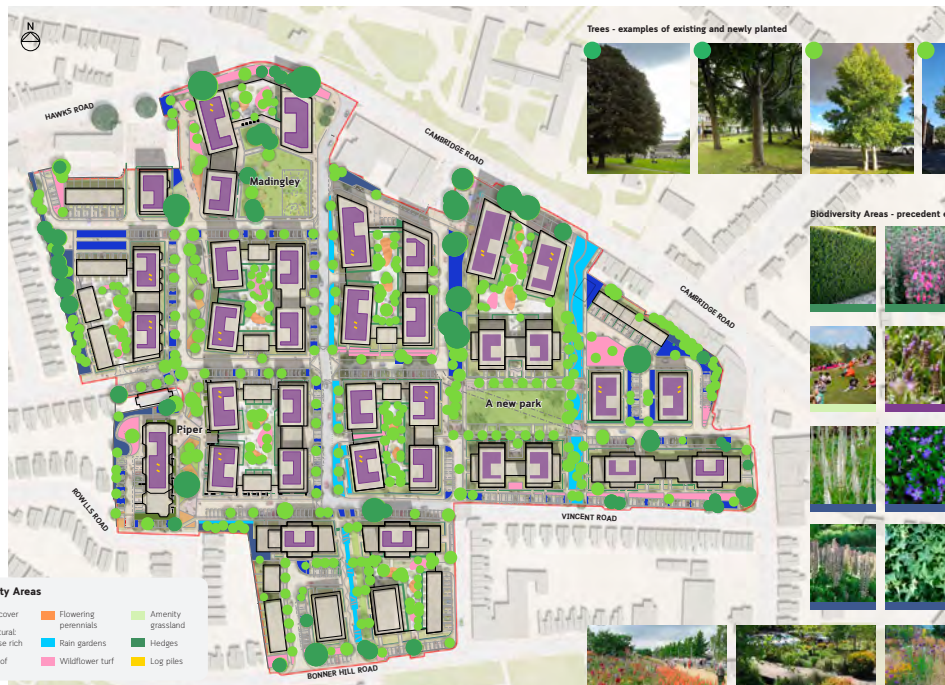 N
Trees - examples of existing and newly planted
HAWKS ROAD
CAMBRIDGE ROAD
Madingley
Biodiversity Areas - precedent
CAMBRIDGE ROAD
A new park
Piper
ROWLLS ROAD
VINCENT ROAD
BONNER HILL ROAD
ty Areas
cover
tural:
se rich
of
Flowering
perennials
Rain gardens
Wildflower turf
Amenity
grassland
Hedges
Log piles